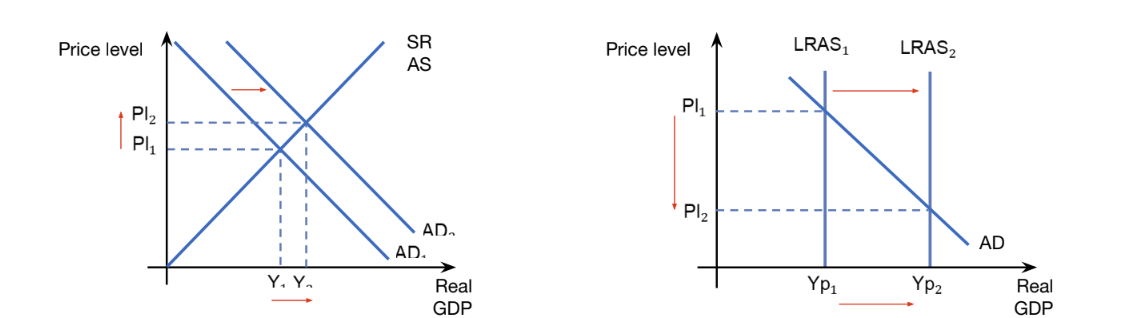 Price level
SR
AS
PI₂
PI₁
AD₂
AD₁
Y₁ Y₂
Real
GDP
Price level
LRAS₁
LRAS₂
PI₁
PI₂
AD
Yp₁
Yp₂
Real
GDP